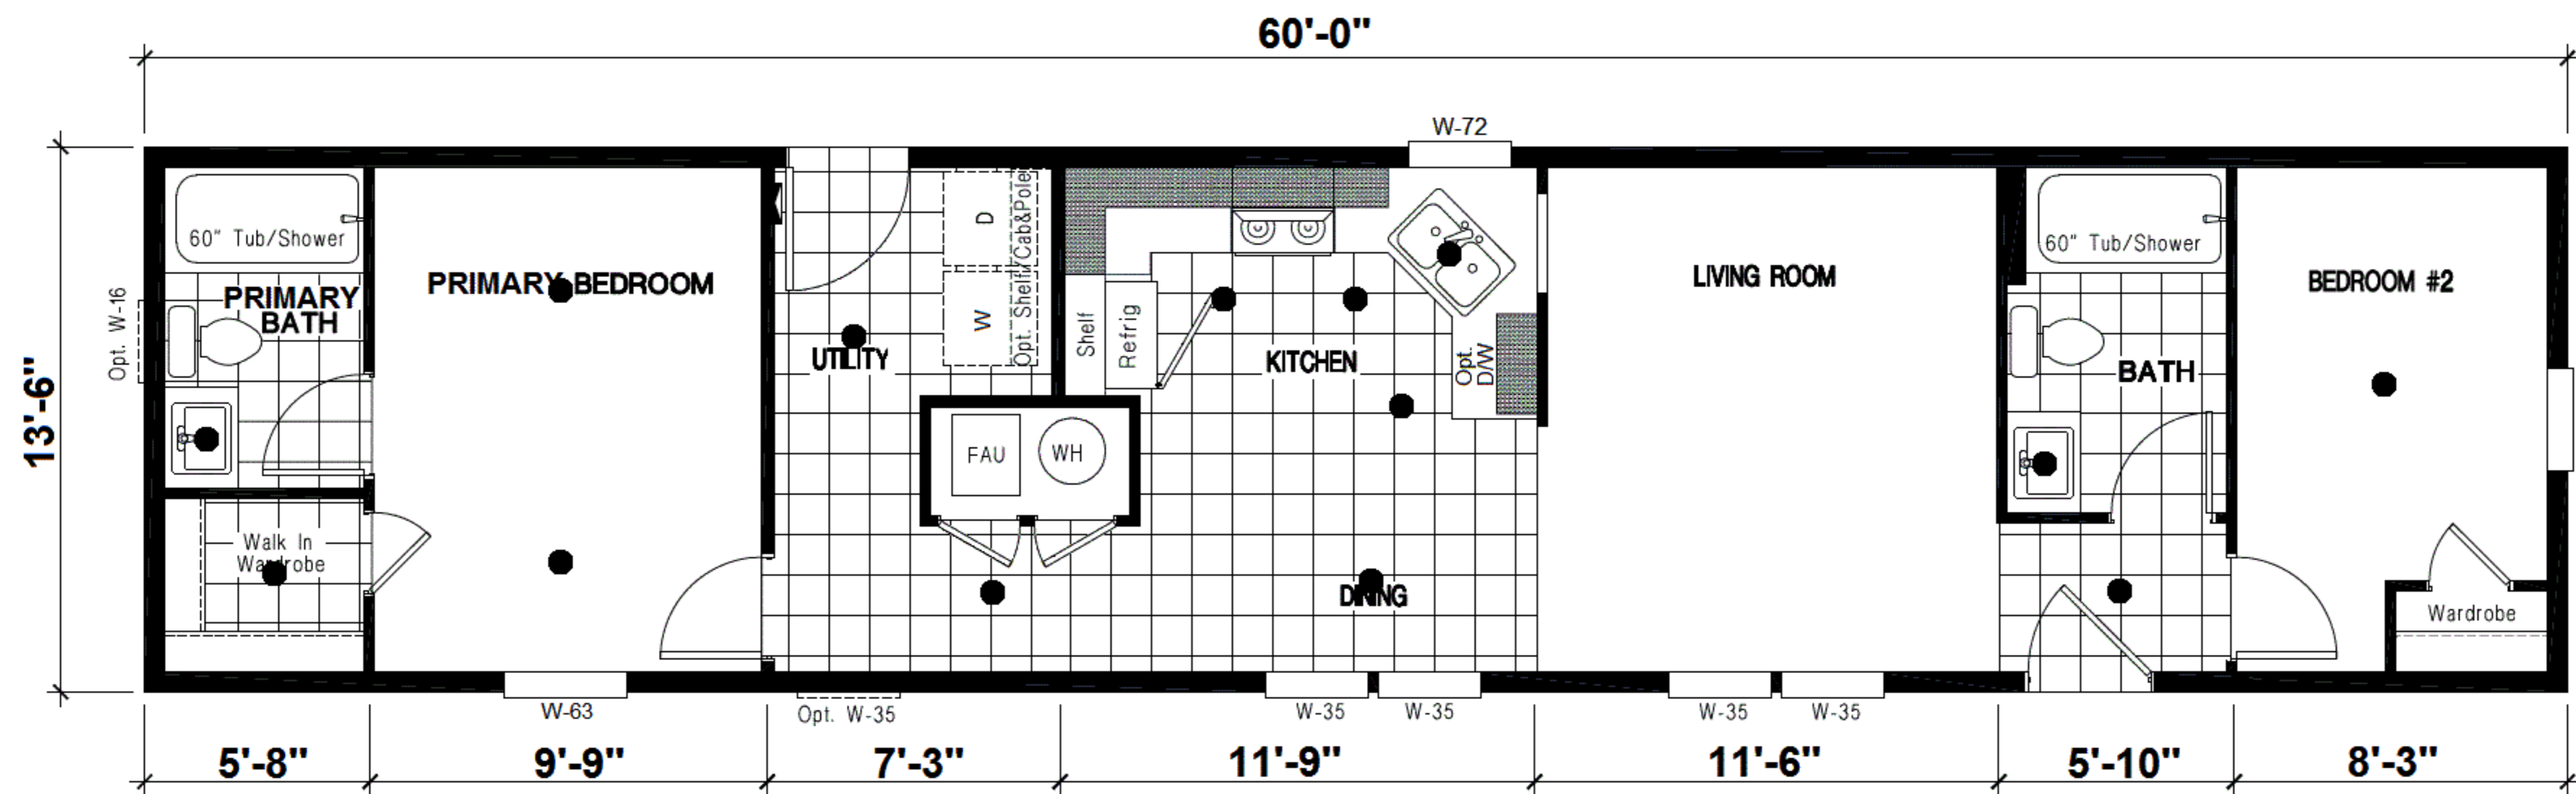 60'-0"
W-72
13'-6"
Opt. W-16
60" Tub/Shower
PRIMARY
BATH
Walk In
Wardrobe
PRIMARY BEDROOM
UTILITY
D
W
Opt. Shelf/Cab&Pole
FAU
WH
Shelf
Refrig
KITCHEN
Opt.
D/W
DINING
LIVING ROOM
60" Tub/Shower
BATH
BEDROOM #2
Wardrobe
W-63
Opt. W-35
W-35
W-35
W-35
W-35
5'-8"
9'-9"
7'-3"
11'-9"
11'-6"
5'-10"
8'-3"